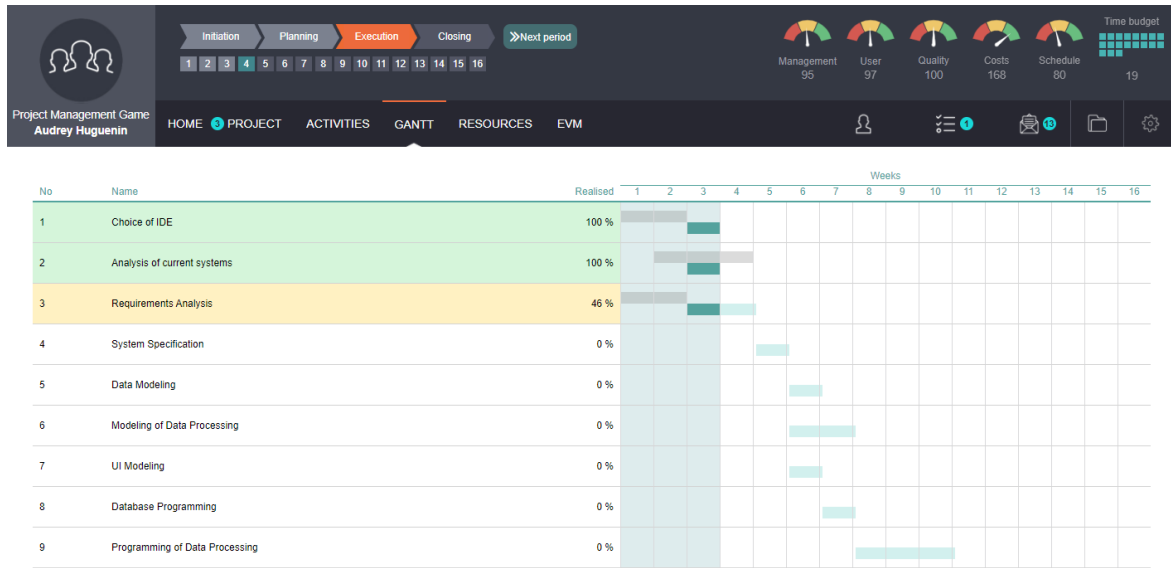 Initiation Planning Execution Closing Next period
1 2 3 4 5 6 7 8 9 10 11 12 13 14 15 16
Management 95
User 97
Quality 100
Costs 168
Schedule 80
Time budget
19
Project Management Game
Audrey Huguenin
HOME 3 PROJECT ACTIVITIES GANTT RESOURCES EVM
1
13
Weeks
No Name Realised 1 2 3 4 5 6 7 8 9 10 11 12 13 14 15 16
1 Choice of IDE 100 %
2 Analysis of current systems 100 %
3 Requirements Analysis 46 %
4 System Specification 0 %
5 Data Modeling 0 %
6 Modeling of Data Processing 0 %
7 UI Modeling 0 %
8 Database Programming 0 %
9 Programming of Data Processing 0 %